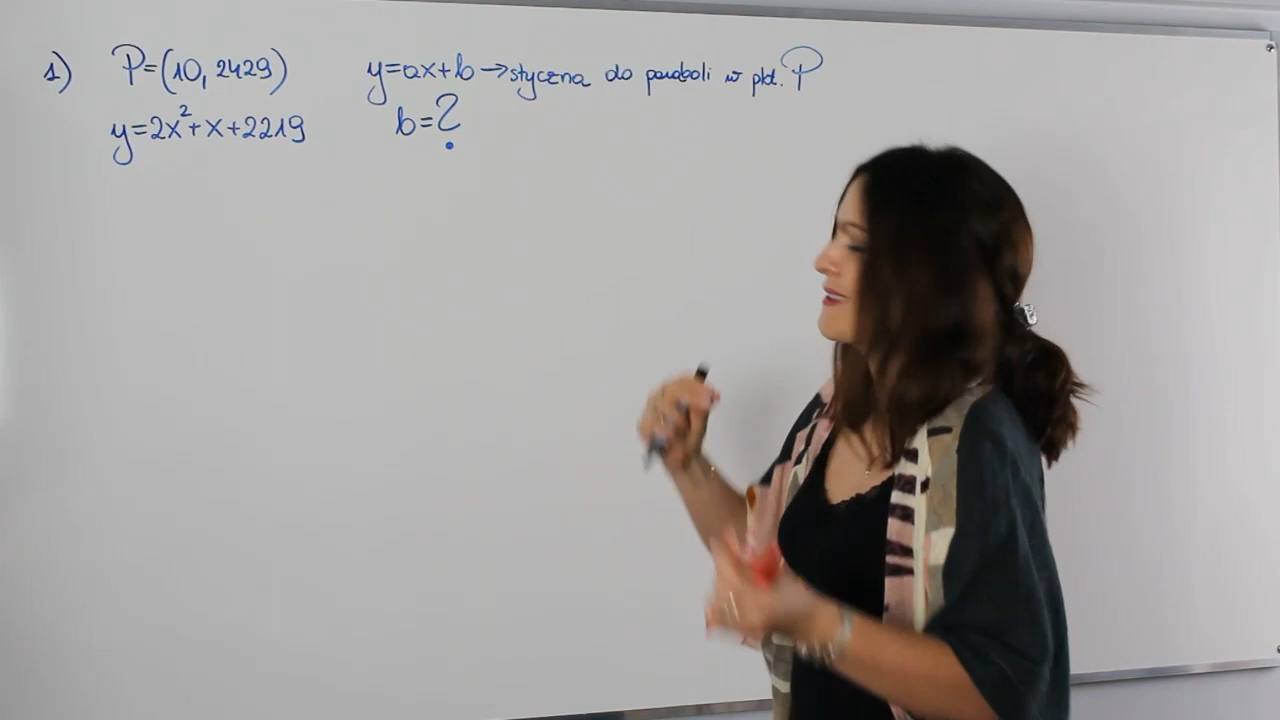 1) P=(10, 2429) y=ax+b →styczna do paraboli w pkt. P
y=2x²+x+2219 b=?